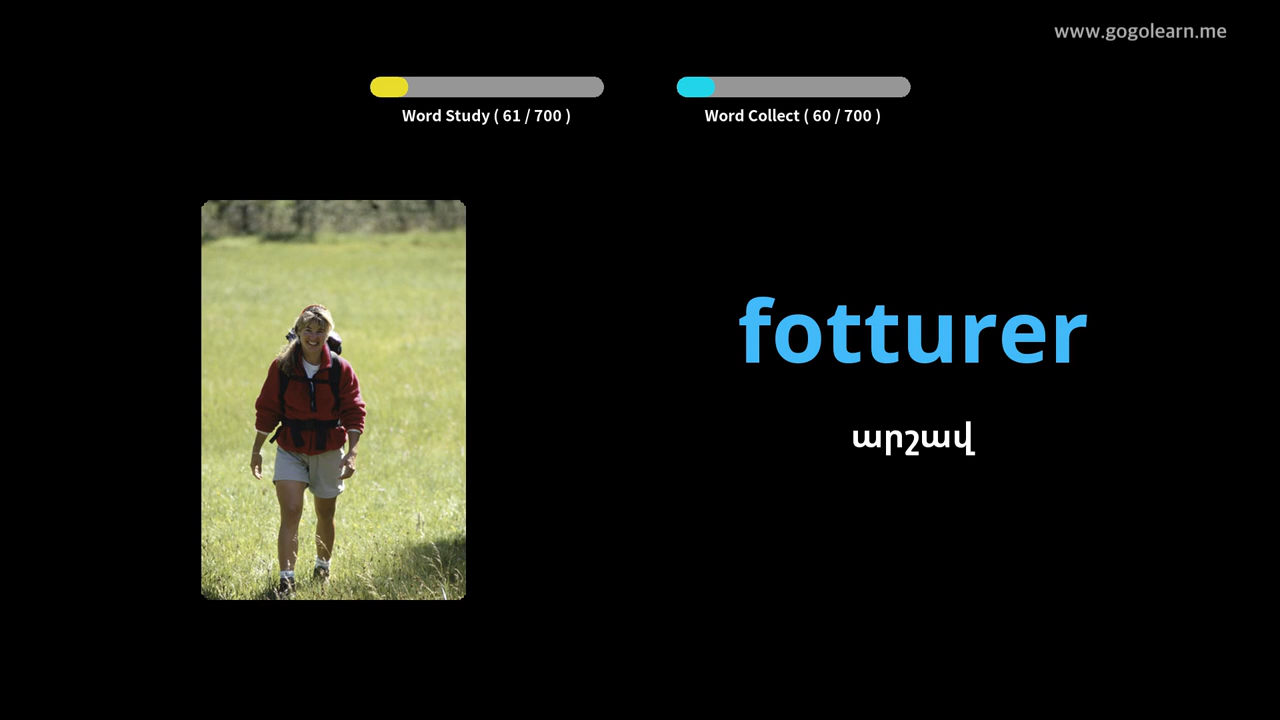 www.gogolearn.me
Word Study ( 61 / 700 )
Word Collect ( 60 / 700 )
fotturer
արշավ